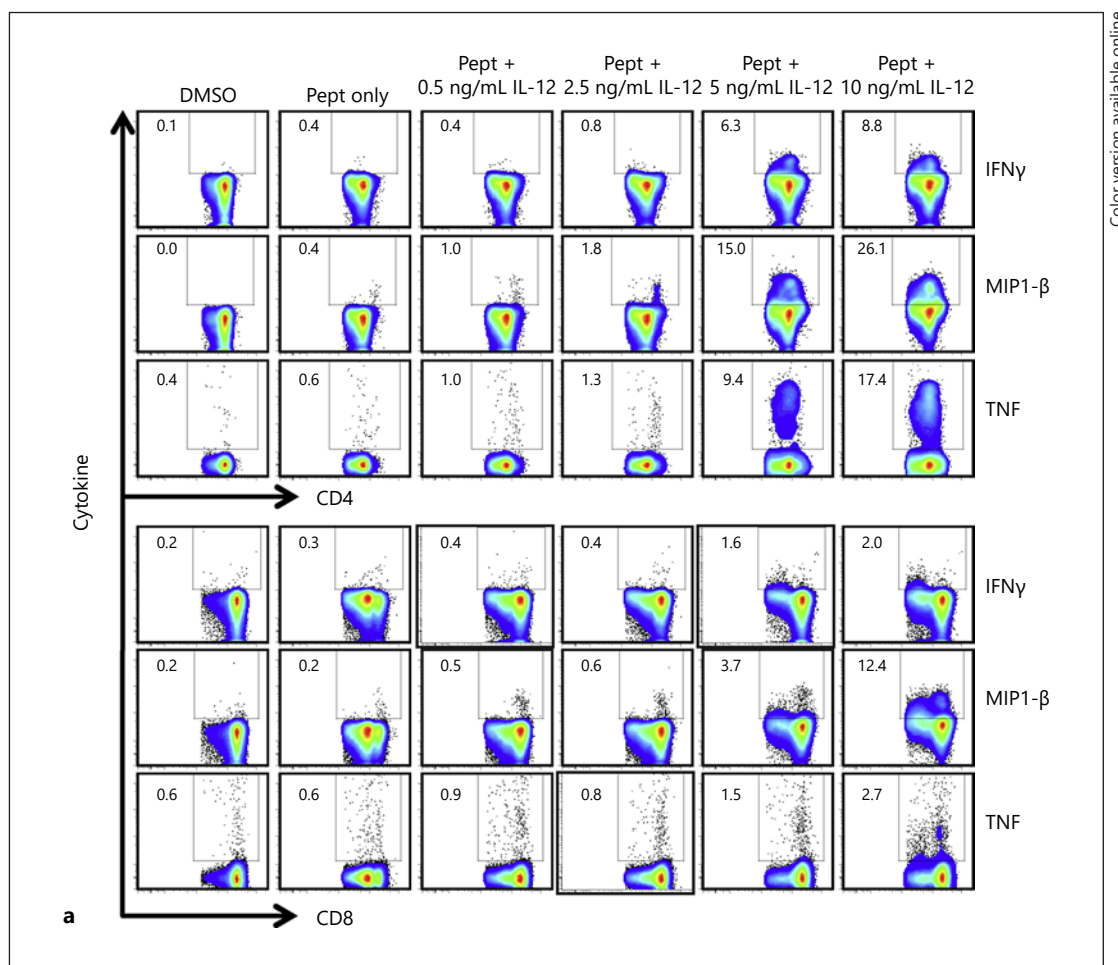 Color version available online
Pept + Pept + Pept + Pept +
DMSO Pept only 0.5 ng/mL IL-12 2.5 ng/mL IL-12 5 ng/mL IL-12 10 ng/mL IL-12
0.1 0.4 0.4 0.8 6.3 8.8 IFNγ
0.0 0.4 1.0 1.8 15.0 26.1 MIP1-β
0.4 0.6 1.0 1.3 9.4 17.4 TNF
CD4
Cytokine
0.2 0.3 0.4 0.4 1.6 2.0 IFNγ
0.2 0.2 0.5 0.6 3.7 12.4 MIP1-β
0.6 0.6 0.9 0.8 1.5 2.7 TNF
a CD8